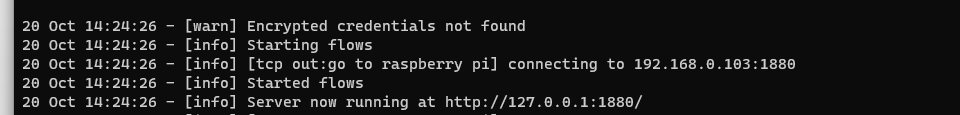 20 Oct 14:24:26 - [warn] Encrypted credentials not found
20 Oct 14:24:26 - [info] Starting flows
20 Oct 14:24:26 - [info] [tcp out:go to raspberry pi] connecting to 192.168.0.103:1880
20 Oct 14:24:26 - [info] Started flows
20 Oct 14:24:26 - [info] Server now running at http://127.0.0.1:1880/